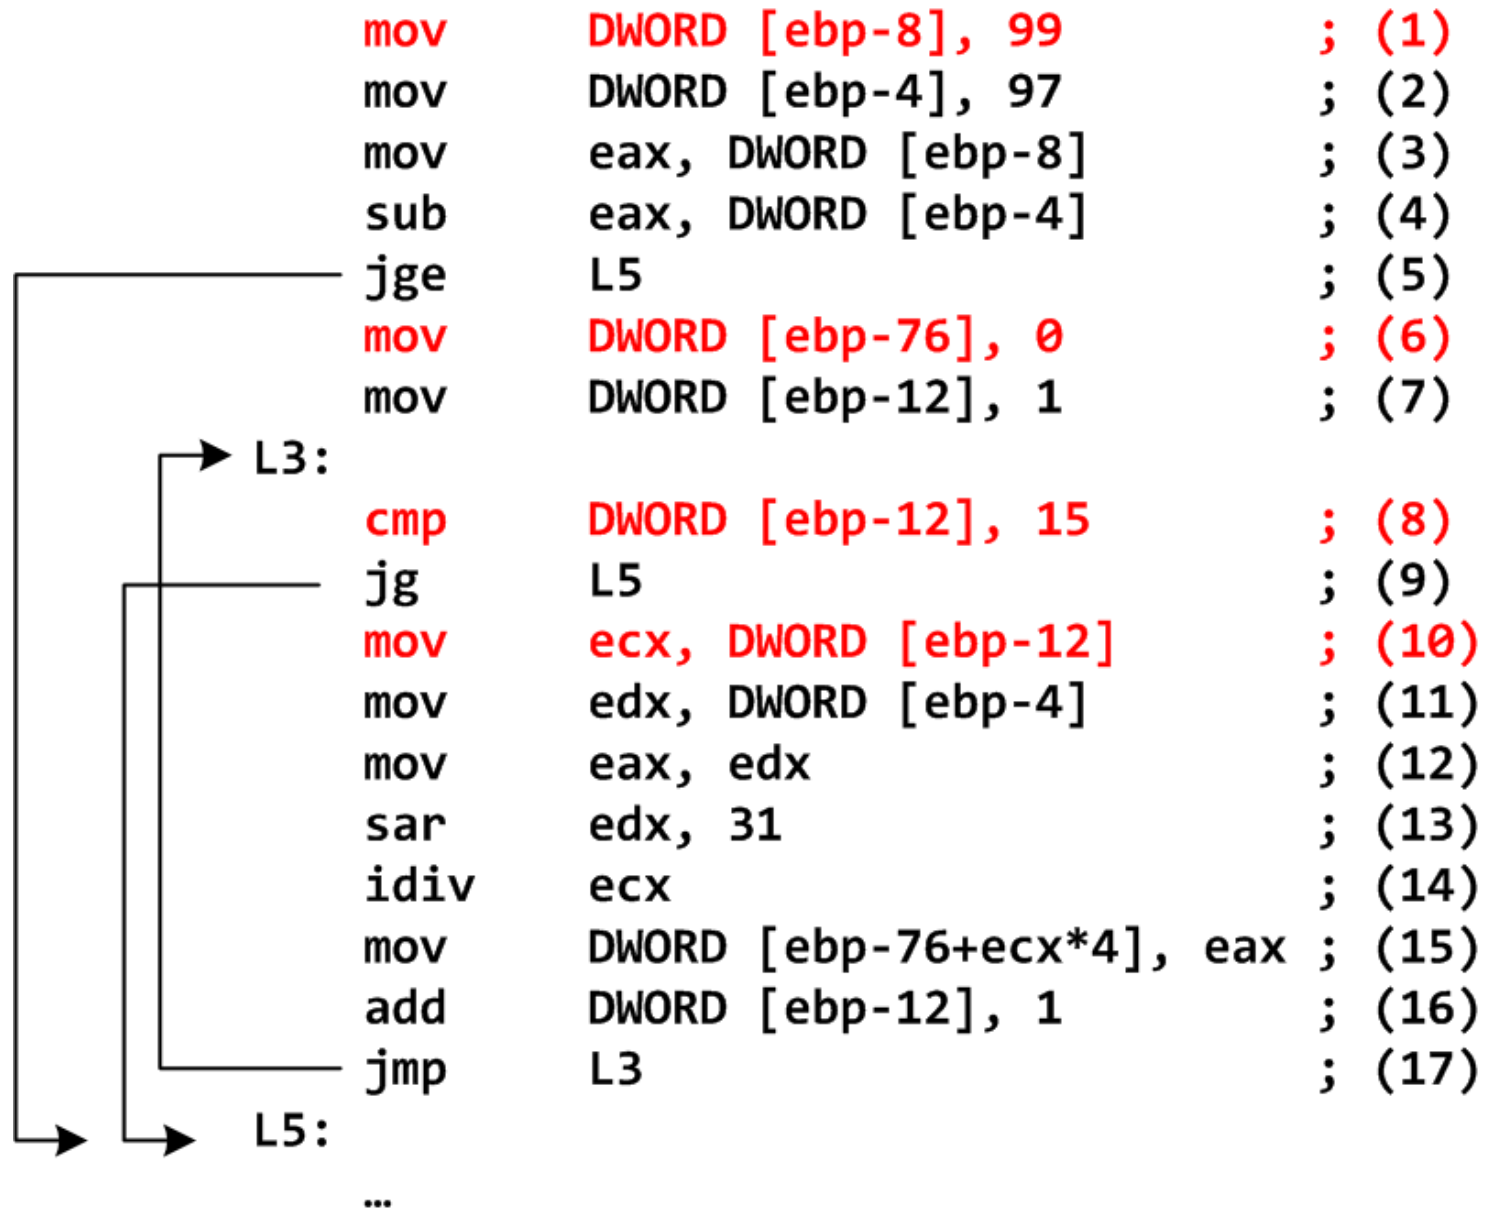 mov DWORD [ebp-8], 99 ; (1)
mov DWORD [ebp-4], 97 ; (2)
mov eax, DWORD [ebp-8] ; (3)
sub eax, DWORD [ebp-4] ; (4)
jge L5 ; (5)
mov DWORD [ebp-76], 0 ; (6)
mov DWORD [ebp-12], 1 ; (7)
L3:
cmp DWORD [ebp-12], 15 ; (8)
jg L5 ; (9)
mov ecx, DWORD [ebp-12] ; (10)
mov edx, DWORD [ebp-4] ; (11)
mov eax, edx ; (12)
sar edx, 31 ; (13)
idiv ecx ; (14)
mov DWORD [ebp-76+ecx*4], eax ; (15)
add DWORD [ebp-12], 1 ; (16)
jmp L3 ; (17)
L5:
…